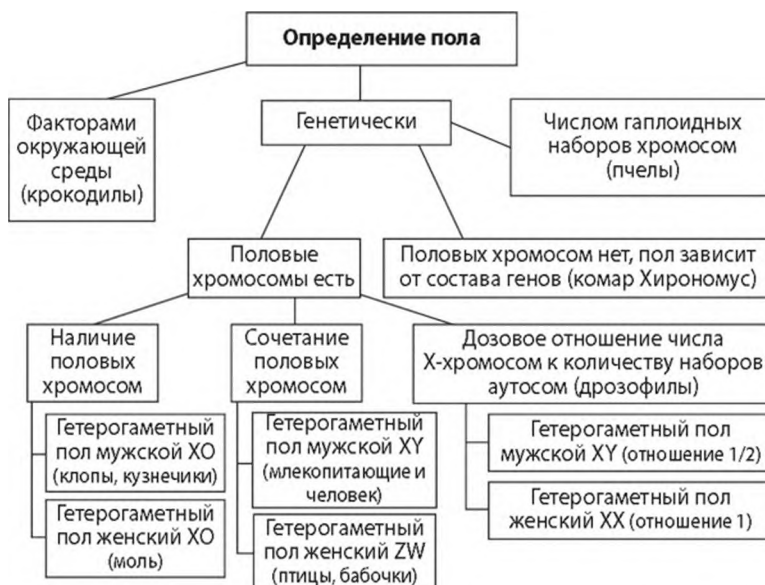 Определение пола
Факторами
окружающей
среды
(крокодилы)
Генетически
Числом гаплоидных
наборов хромосом
(пчелы)
Половые
хромосомы есть
Половых хромосом нет, пол зависит
от состава генов (комар Хирономус)
Наличие
половых
хромосом
Гетерогаметный
пол мужской ХО
(клопы, кузнечики)
Гетерогаметный
пол женский ХО
(моль)
Сочетание
половых
хромосом
Гетерогаметный
пол мужской XY
(млекопитающие и
человек)
Гетерогаметный
пол женский ZW
(птицы, бабочки)
Дозовое отношение числа
Х-хромосом к количеству наборов
аутосом (дрозофилы)
Гетерогаметный пол
мужской XY (отношение 1/2)
Гетерогаметный пол
женский XX (отношение 1)